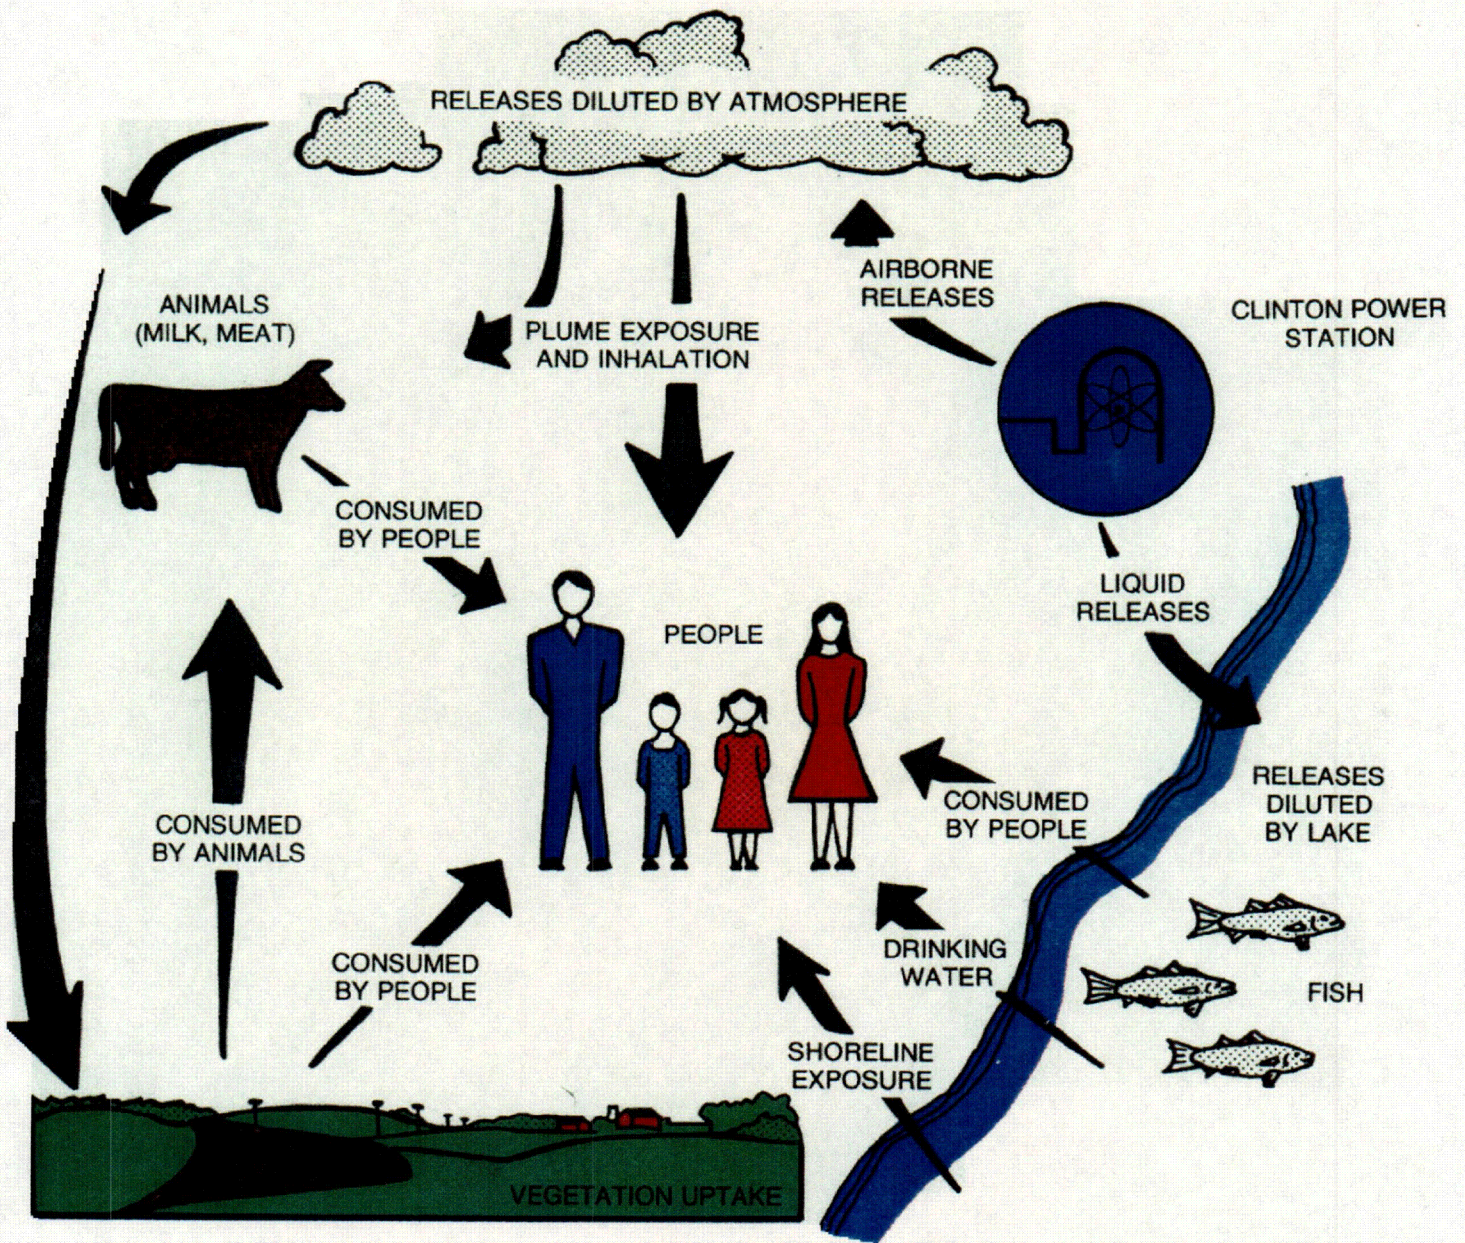 RELEASES DILUTED BY ATMOSPHERE
AIRBORNE
RELEASES
CLINTON POWER
STATION
ANIMALS
(MILK, MEAT)
PLUME EXPOSURE
AND INHALATION
CONSUMED
BY PEOPLE
LIQUID
RELEASES
PEOPLE
RELEASES
DILUTED
BY LAKE
CONSUMED
BY PEOPLE
CONSUMED
BY ANIMALS
DRINKING
WATER
CONSUMED
BY PEOPLE
FISH
SHORELINE
EXPOSURE
VEGETATION UPTAKE